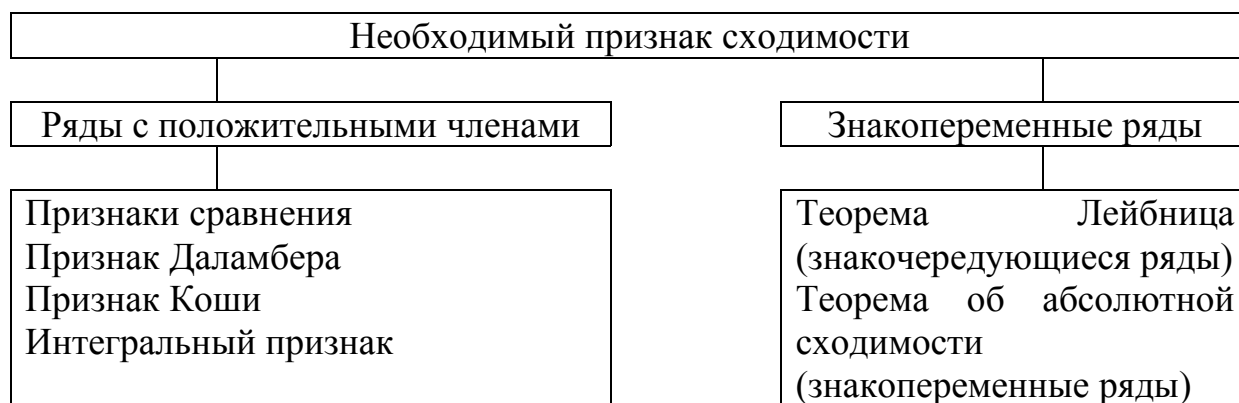 Необходимый признак сходимости
Ряды с положительными членами
Знакопеременные ряды
Признаки сравнения
Признак Даламбера
Признак Коши
Интегральный признак
Теорема Лейбница
(знакочередующиеся ряды)
Теорема об абсолютной
сходимости
(знакопеременные ряды)